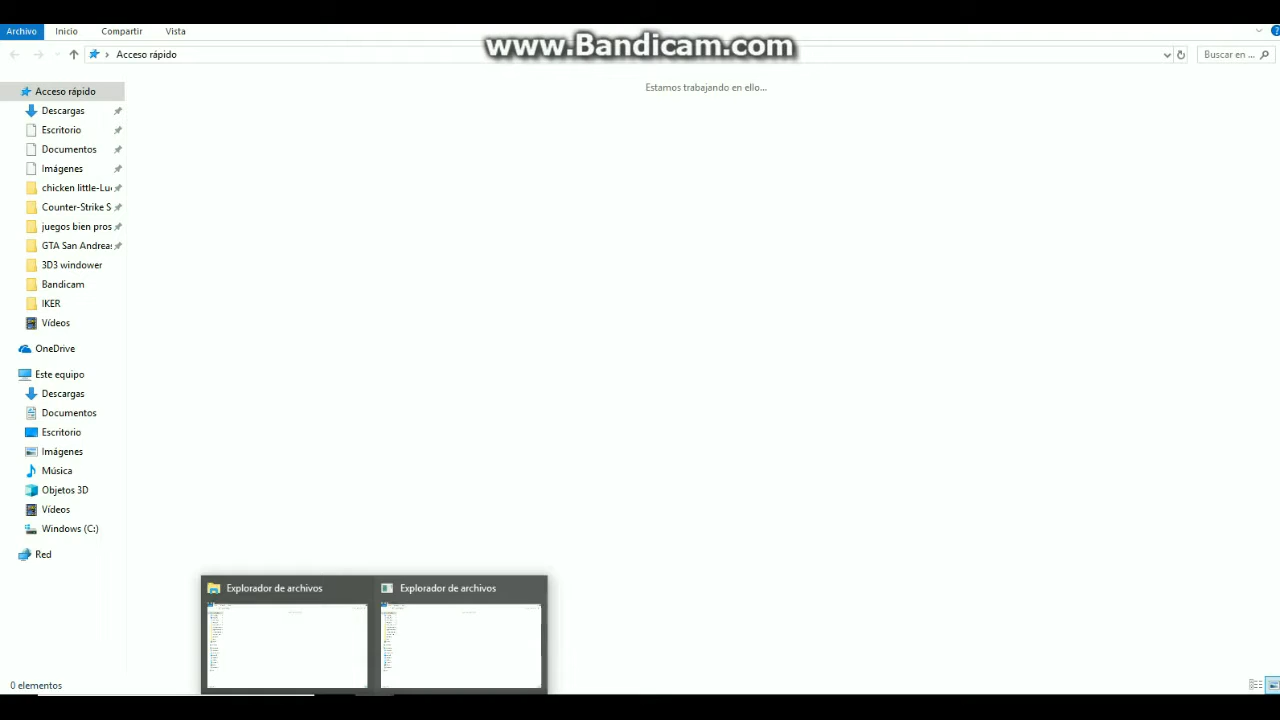 www.Bandicam.com
Archivo Inicio Compartir Vista
Acceso rápido Buscar en ...
Estamos trabajando en ello...
Acceso rápido
Descargas
Escritorio
Documentos
Imágenes
chicken little-Lu
Counter-Strike S
juegos bien pros
GTA San Andreas
3D3 windower
Bandicam
IKER
Vídeos
OneDrive
Este equipo
Descargas
Documentos
Escritorio
Imágenes
Música
Objetos 3D
Vídeos
Windows (C:)
Red
Explorador de archivos Explorador de archivos
0 elementos